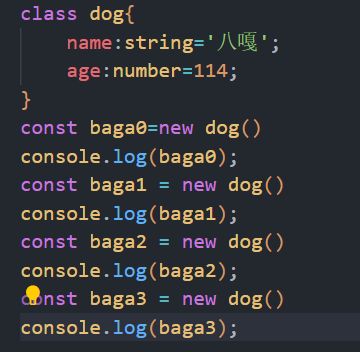 class dog{
    name:string='八嘎';
    age:number=114;
}
const baga0=new dog()
console.log(baga0);
const baga1 = new dog()
console.log(baga1);
const baga2 = new dog()
console.log(baga2);
const baga3 = new dog()
console.log(baga3);